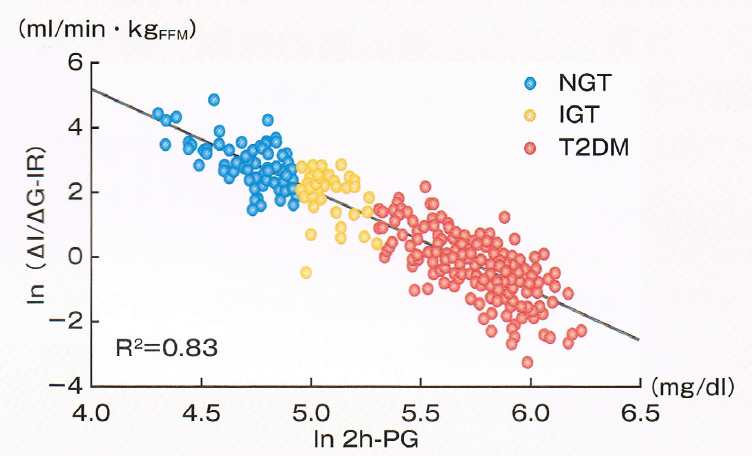 (ml/min・kgFFM)
6
4
2
0
−2
−4
ln (ΔI/ΔG-IR)
NGT
IGT
T2DM
R²=0.83
(mg/dl)
4.0 4.5 5.0 5.5 6.0 6.5
ln 2h-PG